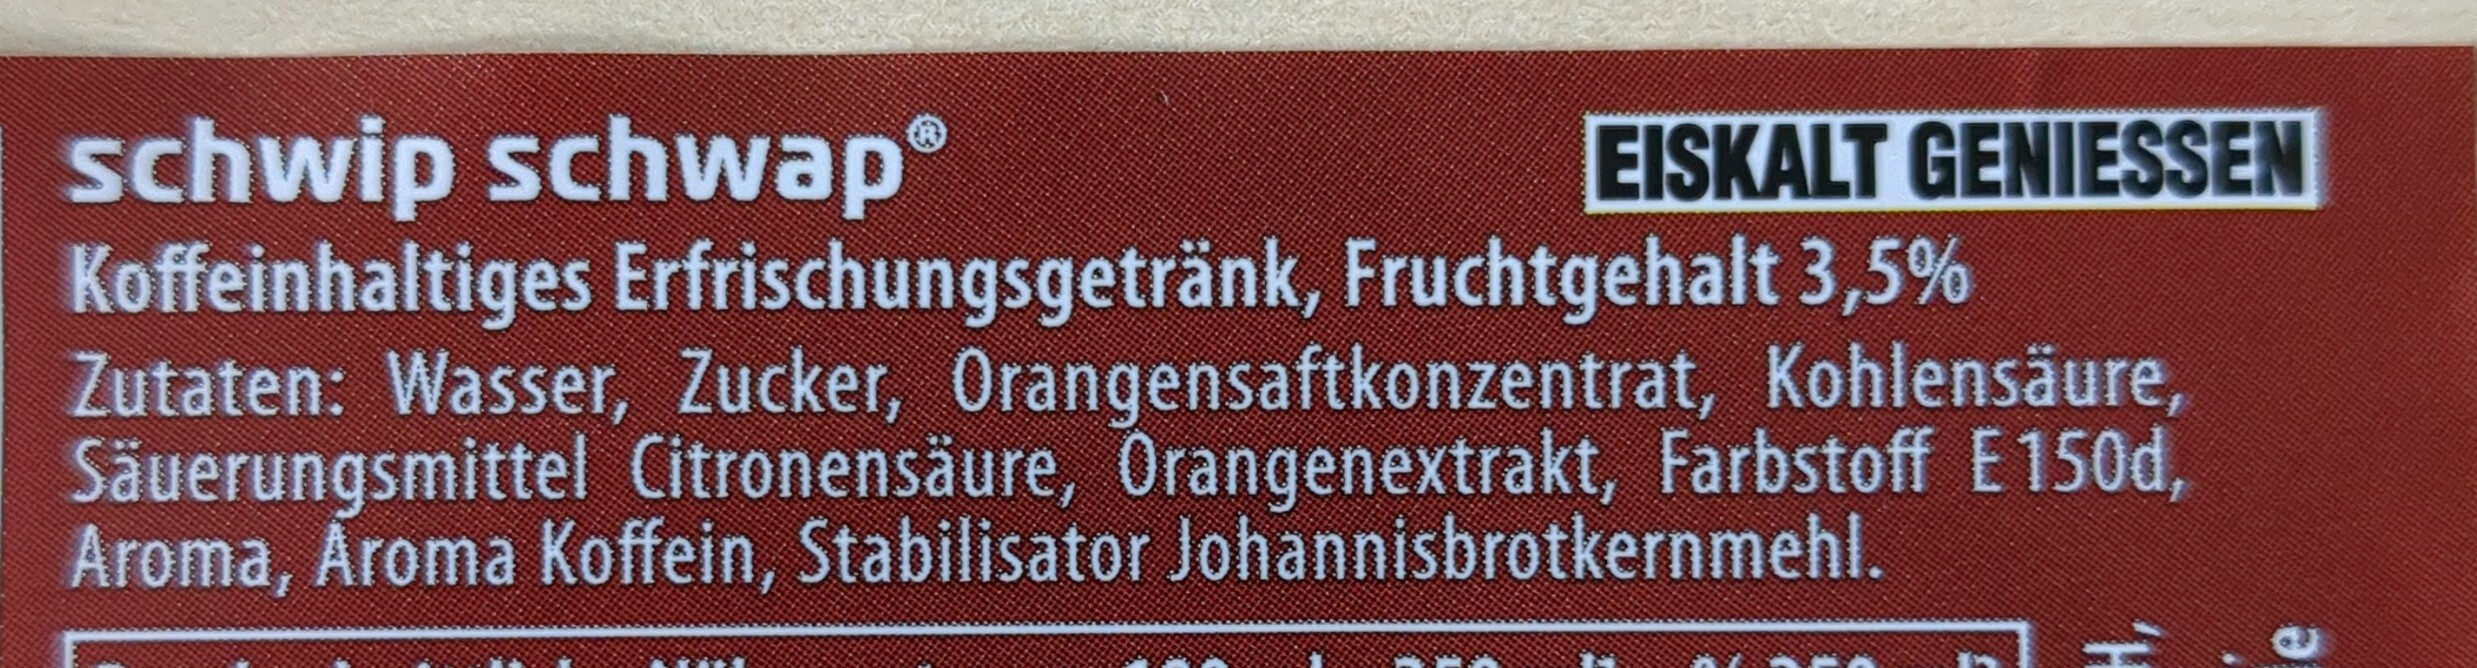 schwip schwap® EISKALT GENIESSEN
Koffeinhaltiges Erfrischungsgetränk, Fruchtgehalt 3,5%
Zutaten: Wasser, Zucker, Orangensaftkonzentrat, Kohlensäure,
Säuerungsmittel Citronensäure, Orangenextrakt, Farbstoff E 150d,
Aroma, Aroma Koffein, Stabilisator Johannisbrotkernmehl.